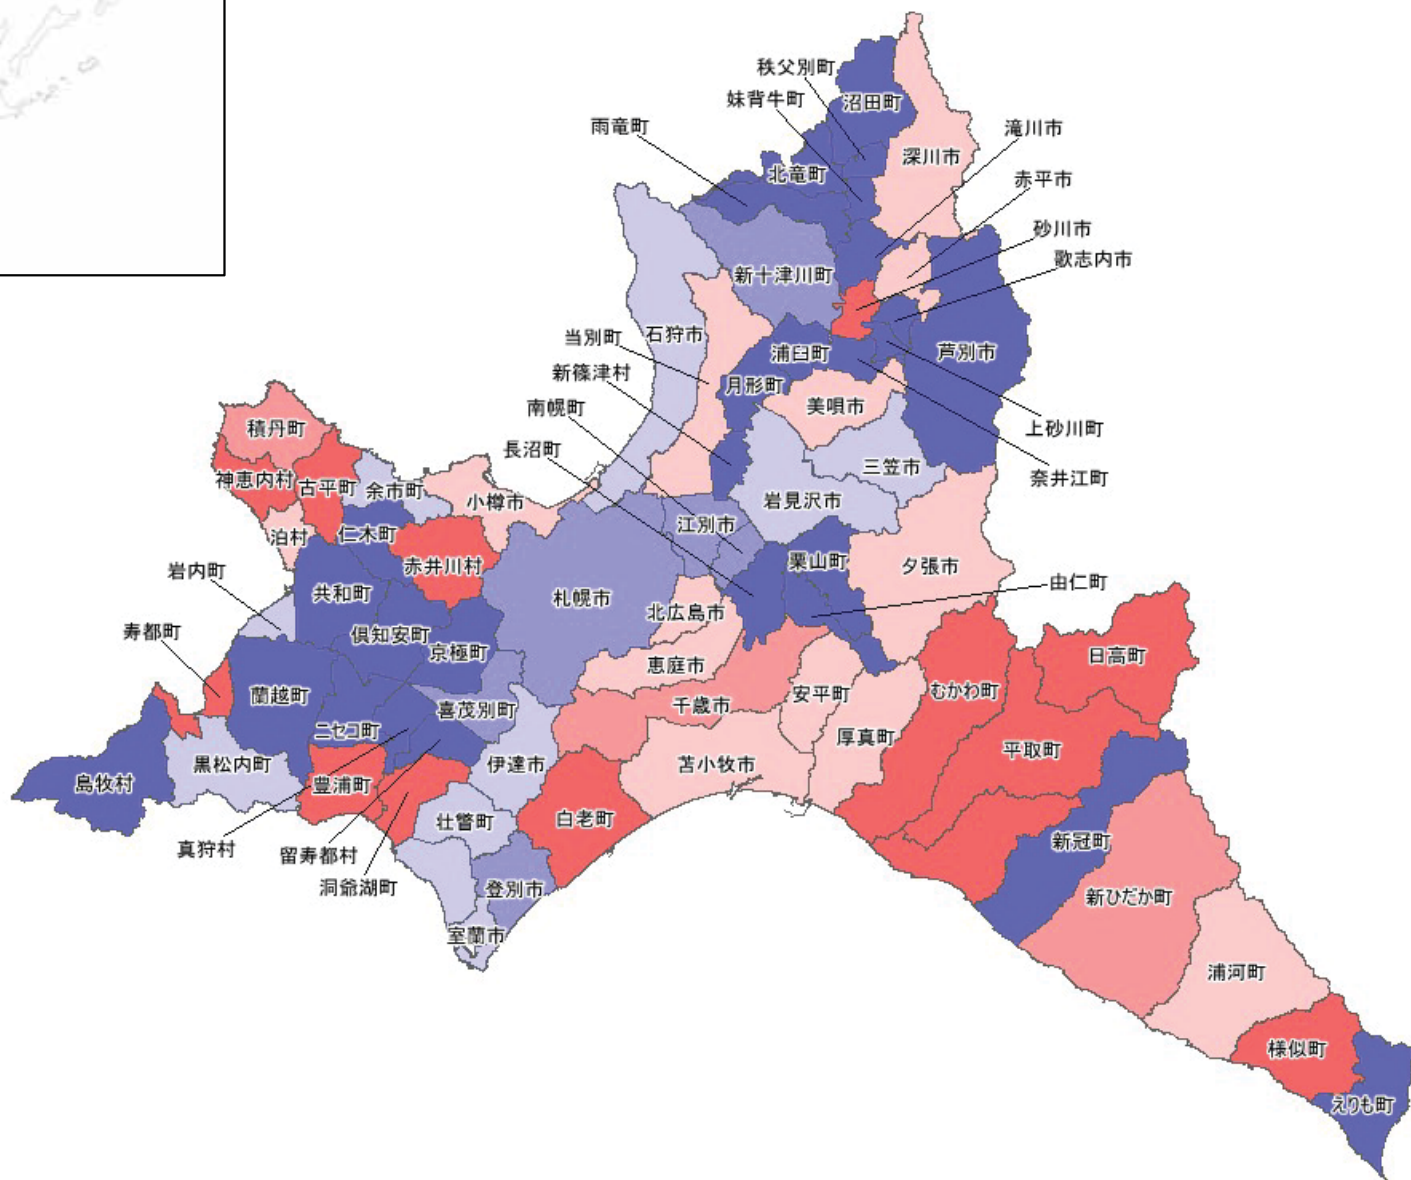 秩父別町
沼田町
妹背牛町
雨竜町
滝川市
深川市
北竜町
赤平市
砂川市
歌志内市
新十津川町
石狩市
当別町
浦臼町
芦別市
新篠津村
月形町
美唄市
南幌町
積丹町
上砂川町
長沼町
三笠市
奈井江町
神恵内村
古平町
余市町
小樽市
岩見沢市
江別市
仁木町
泊村
栗山町
赤井川村
夕張市
岩内町
由仁町
共和町
札幌市
北広島市
寿都町
倶知安町
京極町
日高町
恵庭市
蘭越町
安平町
むかわ町
千歳市
喜茂別町
ニセコ町
厚真町
平取町
黒松内町
伊達市
苫小牧市
島牧村
豊浦町
白老町
壮瞥町
新冠町
真狩村
留寿都村
洞爺湖町
登別市
新ひだか町
室蘭市
浦河町
様似町
えりも町